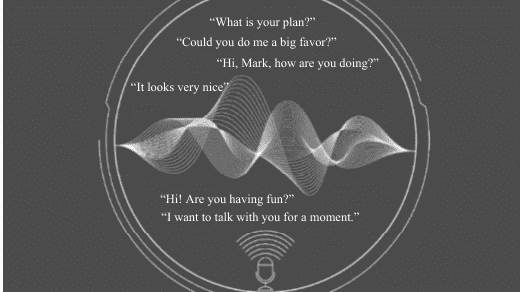 “What is your plan?”
“Could you do me a big favor?”
“Hi, Mark, how are you doing?”
“It looks very nice”
“Hi! Are you having fun?”
“I want to talk with you for a moment.”